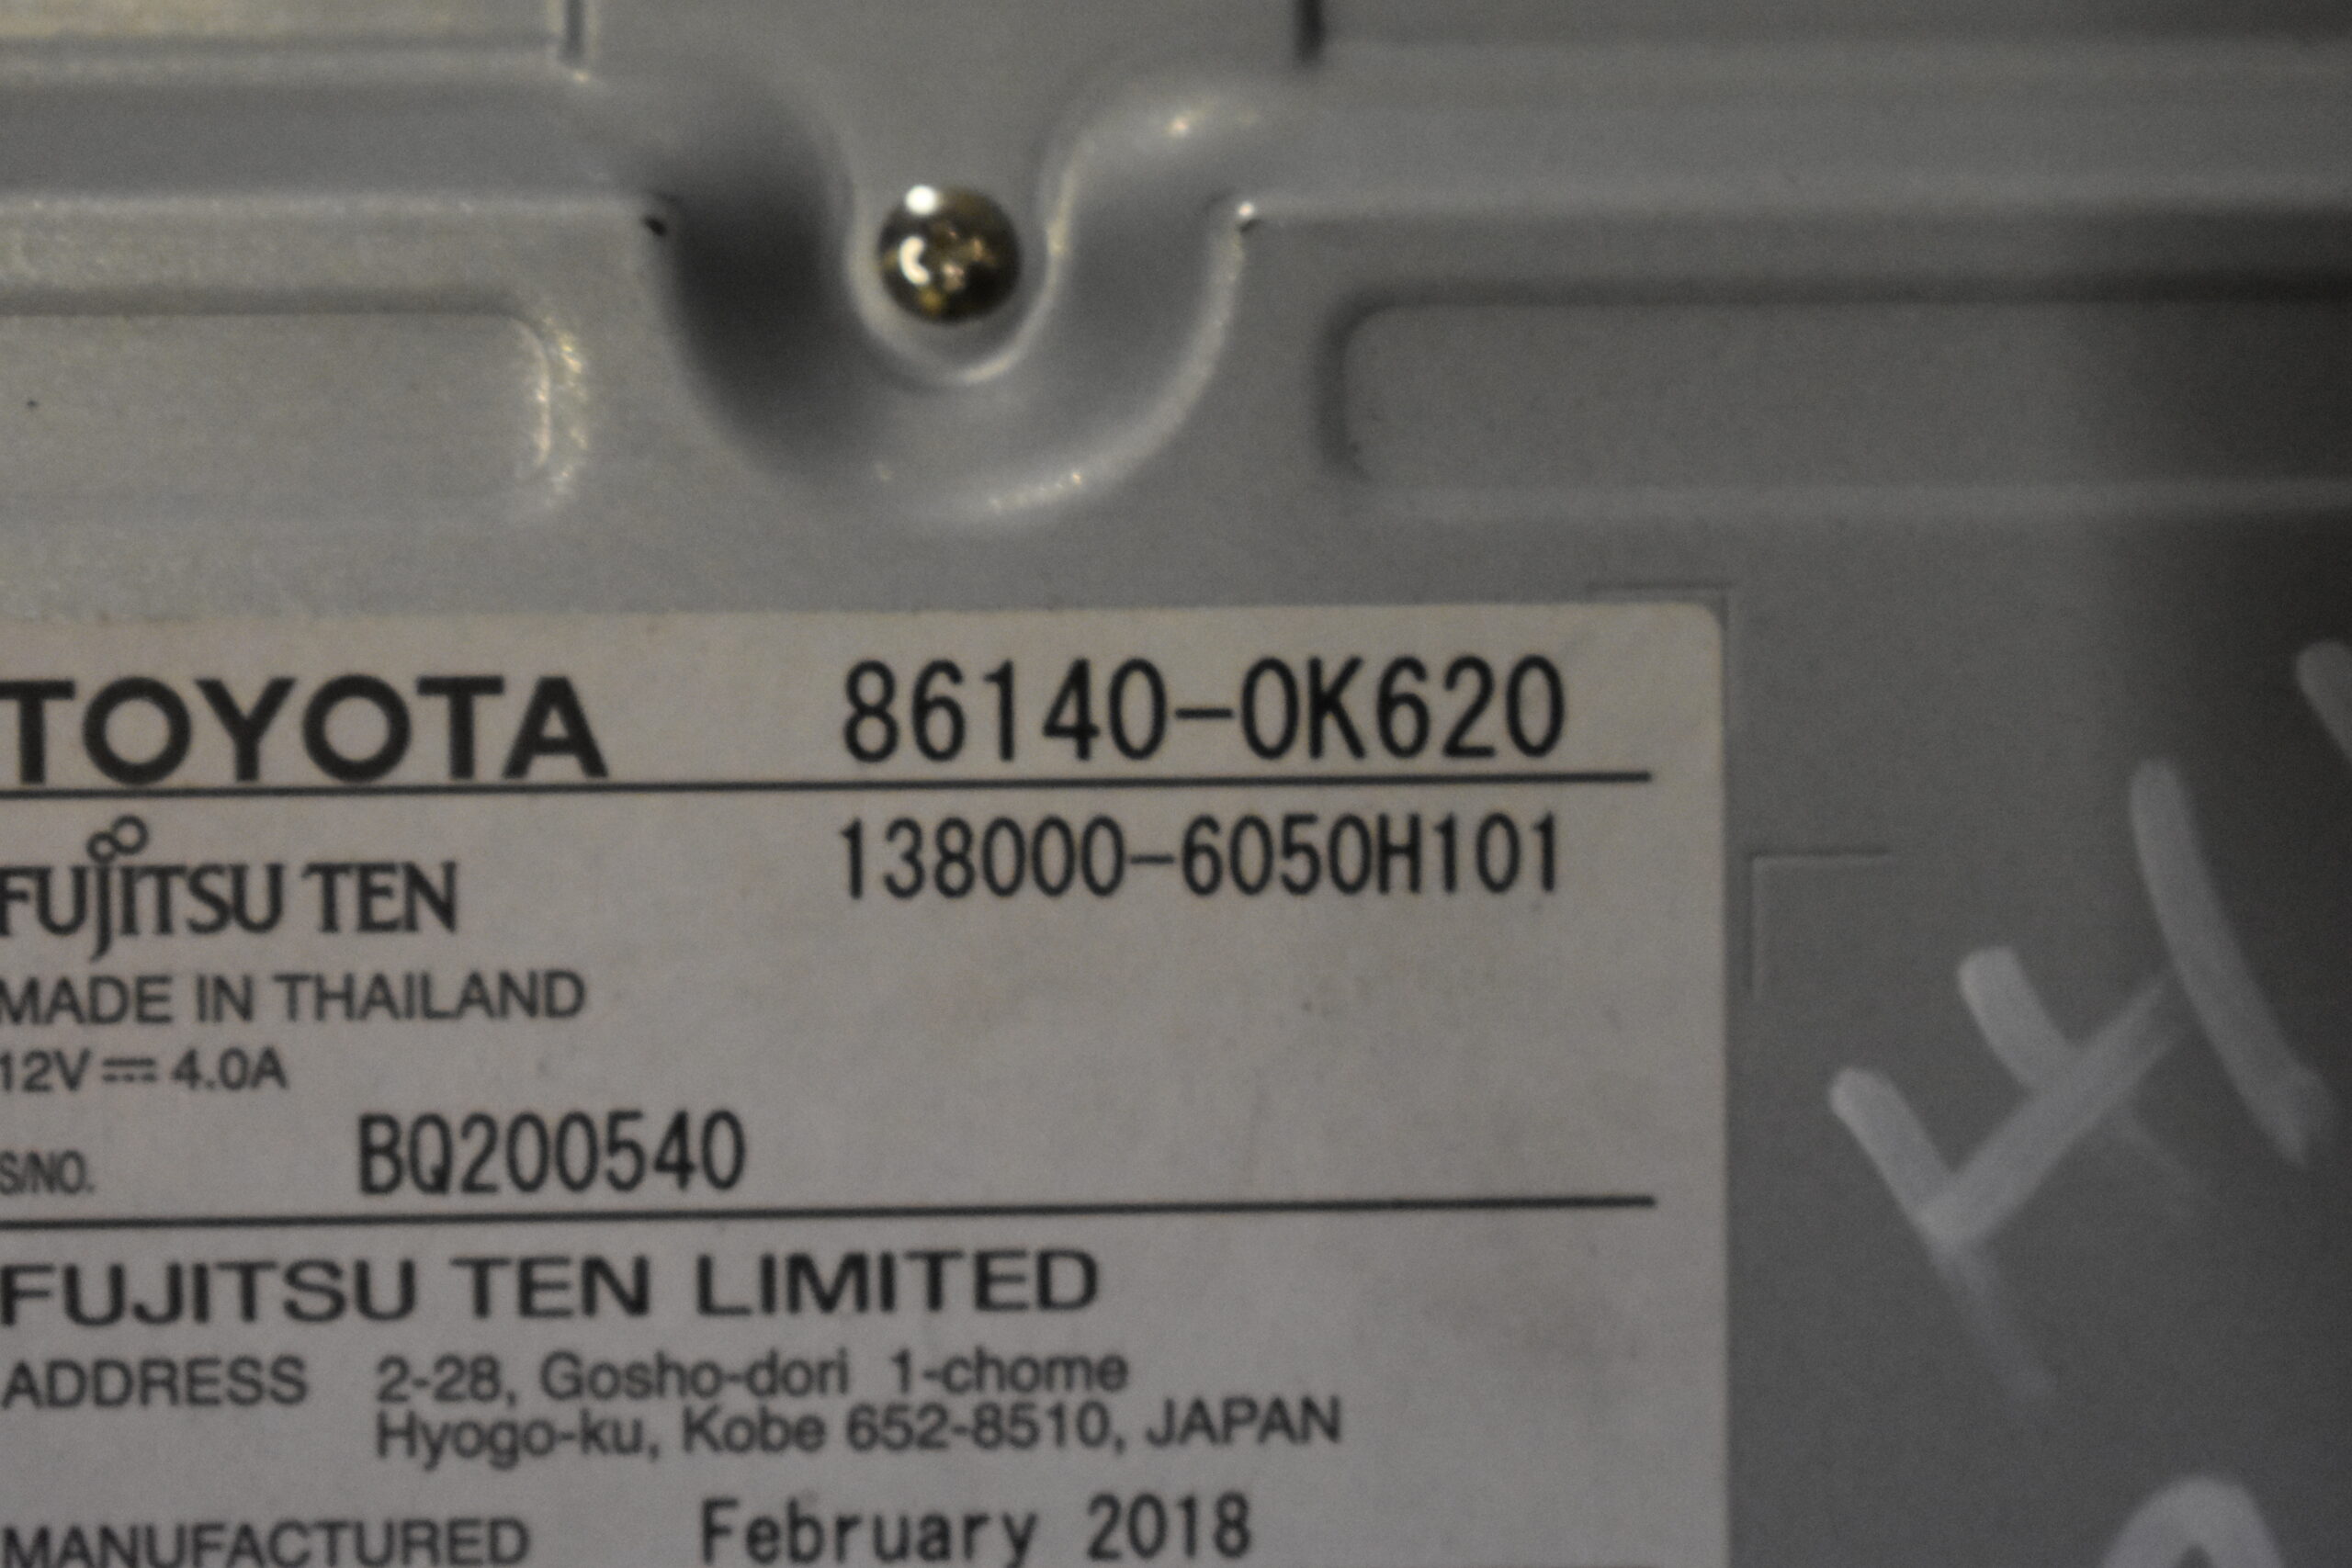 TOYOTA 86140-0K620
FUJITSU TEN 138000-6050H101
MADE IN THAILAND
12V⎓4.0A
S/NO. BQ200540
FUJITSU TEN LIMITED
ADDRESS 2-28, Gosho-dori 1-chome
Hyogo-ku, Kobe 652-8510, JAPAN
MANUFACTURED February 2018